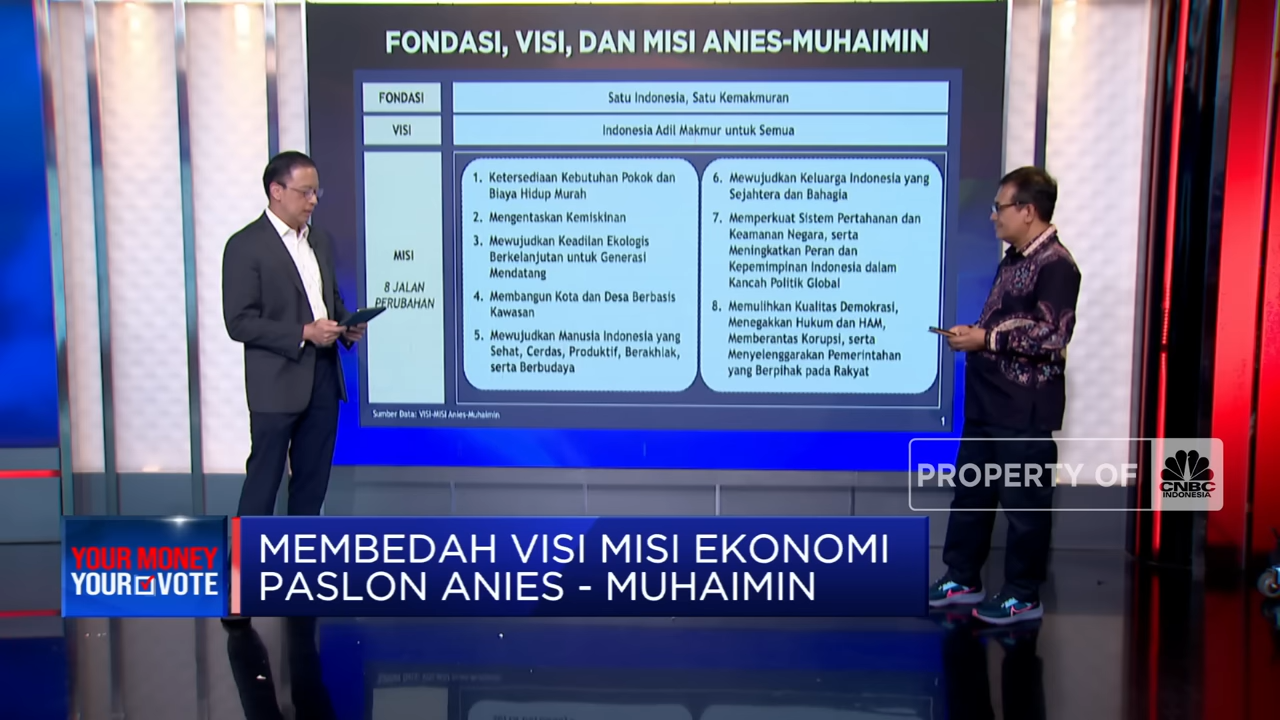 FONDASI, VISI, DAN MISI ANIES-MUHAIMIN
FONDASI
Satu Indonesia, Satu Kemakmuran
VISI
Indonesia Adil Makmur untuk Semua
MISI
8 JALAN
PERUBAHAN
1. Ketersediaan Kebutuhan Pokok dan
Biaya Hidup Murah
2. Mengentaskan Kemiskinan
3. Mewujudkan Keadilan Ekologis
Berkelanjutan untuk Generasi
Mendatang
4. Membangun Kota dan Desa Berbasis
Kawasan
5. Mewujudkan Manusia Indonesia yang
Sehat, Cerdas, Produktif, Berakhlak,
serta Berbudaya
6. Mewujudkan Keluarga Indonesia yang
Sejahtera dan Bahagia
7. Memperkuat Sistem Pertahanan dan
Keamanan Negara, serta
Meningkatkan Peran dan
Kepemimpinan Indonesia dalam
Kancah Politik Global
8. Memulihkan Kualitas Demokrasi,
Menegakkan Hukum dan HAM,
Memberantas Korupsi, serta
Menyelenggarakan Pemerintahan
yang Berpihak pada Rakyat
Sumber Data: VISI-MISI Anies-Muhaimin
1
PROPERTY OF
CNBC
INDONESIA
YOUR MONEY
YOUR VOTE
MEMBEDAH VISI MISI EKONOMI
PASLON ANIES - MUHAIMIN